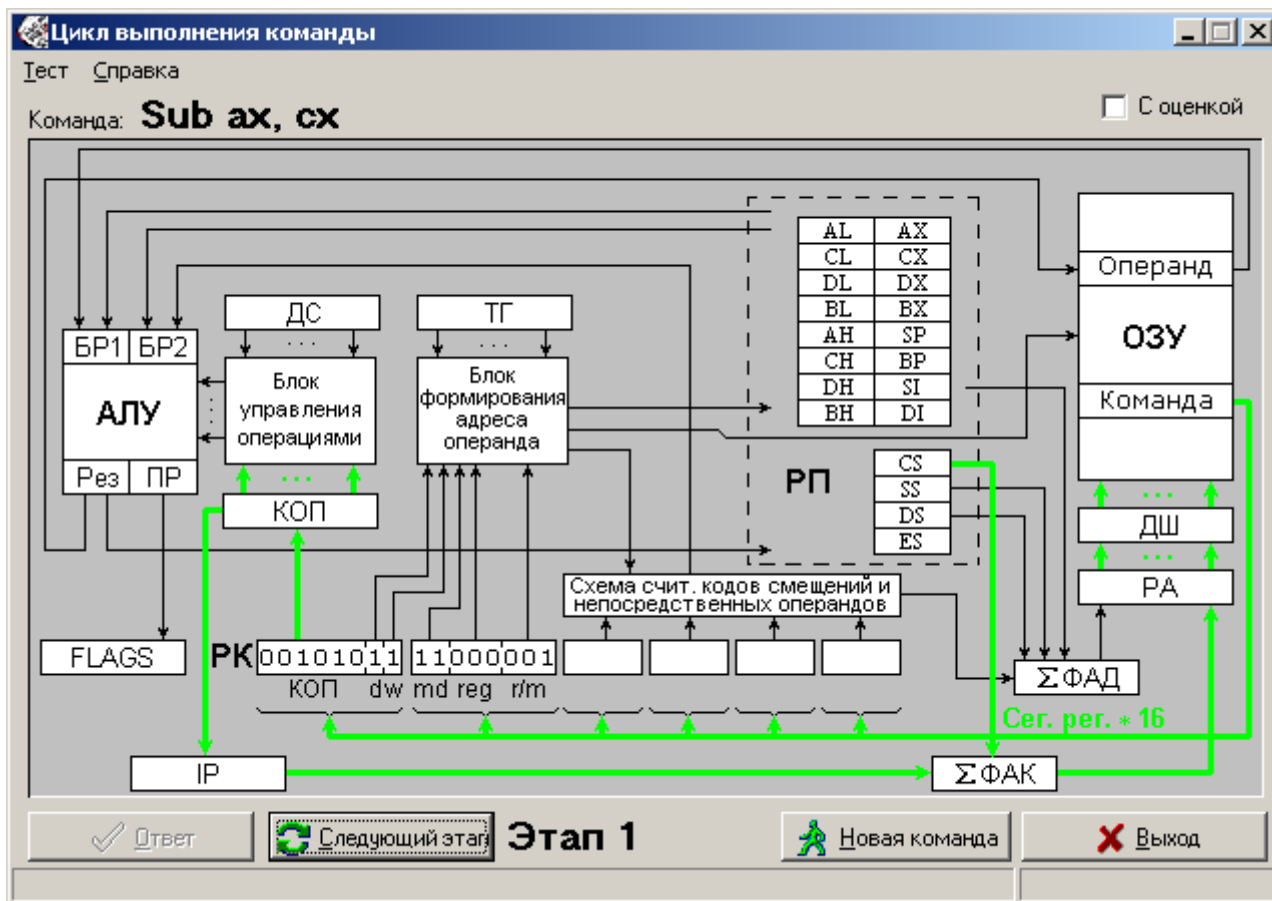 Цикл выполнения команды
Тест Справка
Команда: Sub ax, cx
С оценкой
AL AX
CL CX
DL DX
BL BX
AH SP
CH BP
DH SI
BH DI
Операнд
ОЗУ
Команда
ДС
ТГ
БР1 БР2
АЛУ
Рез ПР
Блок
управления
операциями
Блок
формирования
адреса
операнда
РП
CS
SS
DS
ES
КОП
ДШ
РА
Схема счит. кодов смещений и
непосредственных операндов
FLAGS
РК 00101011 11000001
КОП dw md reg r/m
ΣФАД
Сег. рег. * 16
IP
ΣФАК
Ответ
Следующий этап
Этап 1
Новая команда
Выход